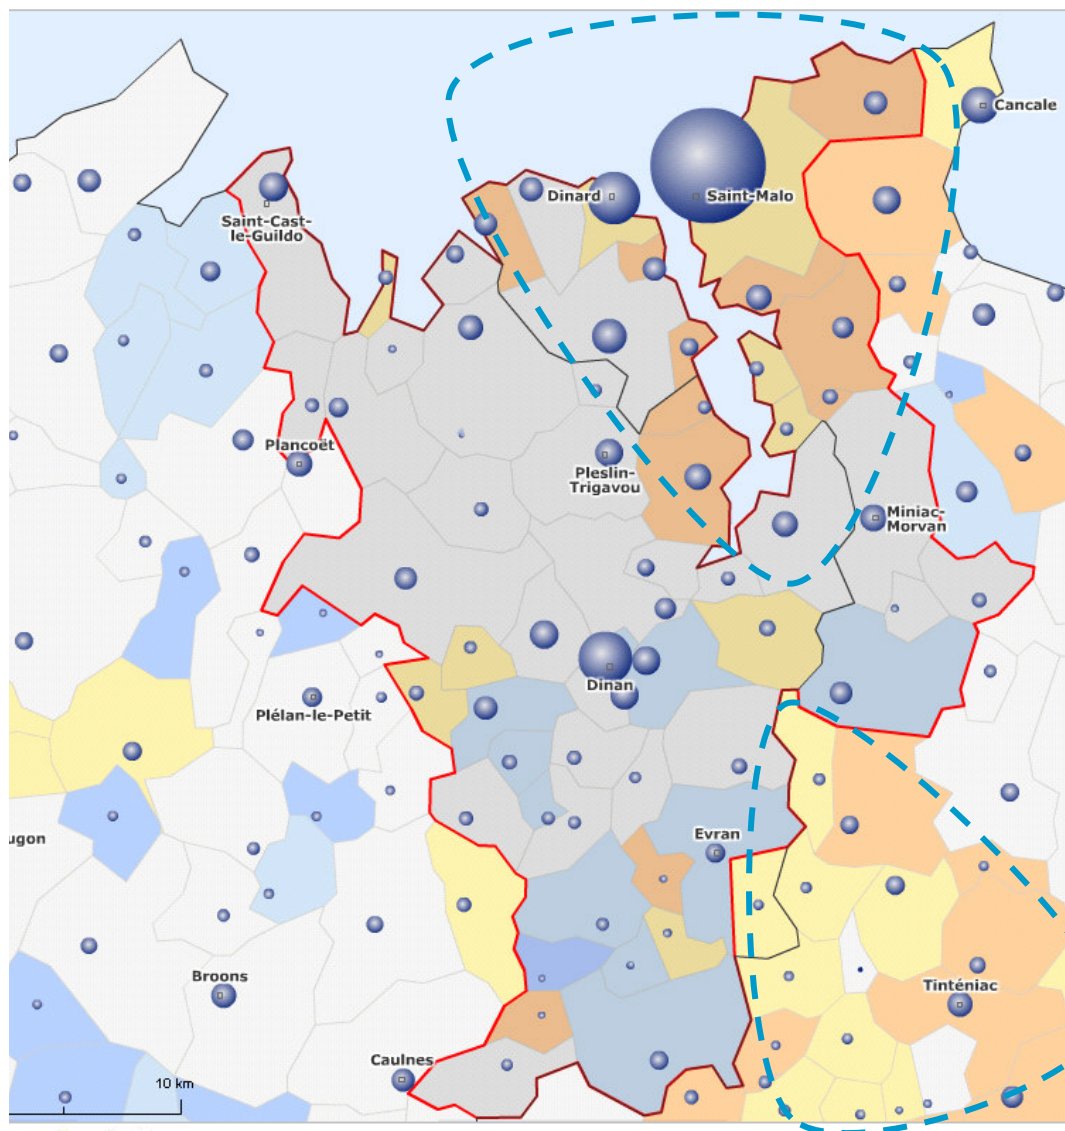 Cancale
Dinard
Saint-Malo
Saint-Cast-
le-Guildo
Plancoët
Pleslin-
Trigavou
Miniac-
Morvan
Dinan
Plélan-le-Petit
Evran
ugon
Broons
Tinténiac
Caulnes
10 km